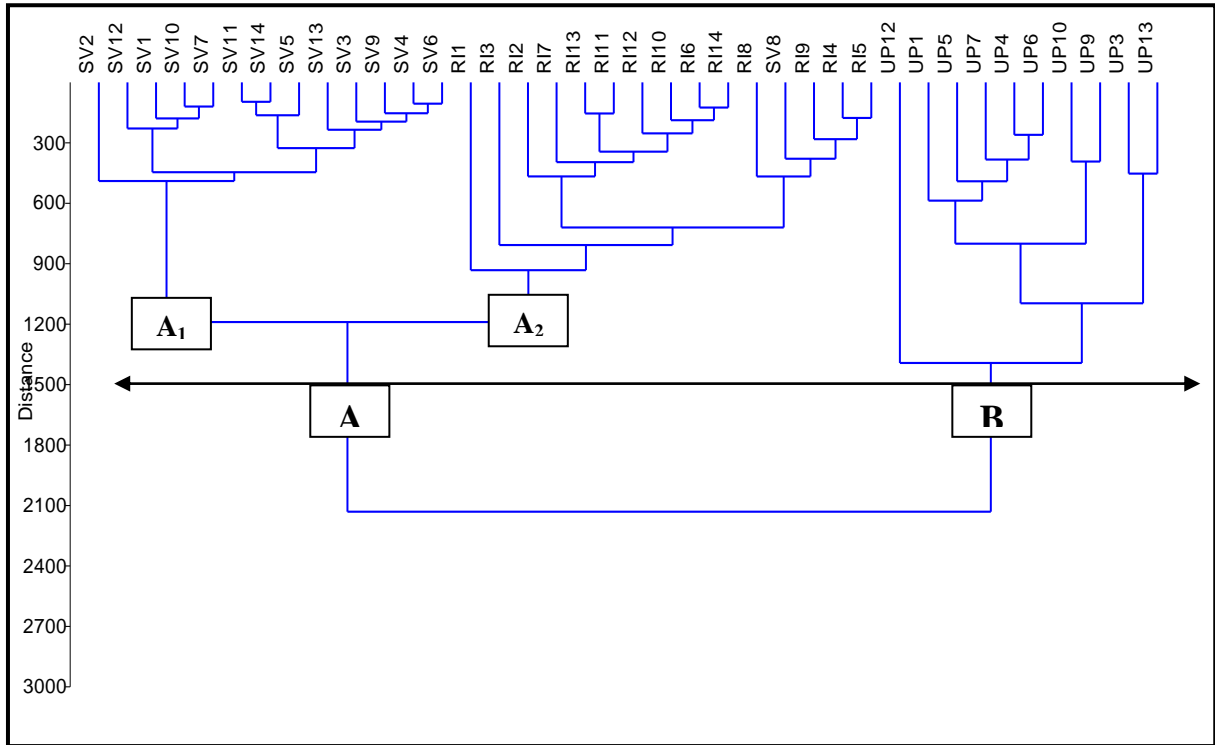 SV2
SV12
SV1
SV10
SV7
SV11
SV14
SV5
SV13
SV3
SV9
SV4
SV6
RI1
RI3
RI2
RI7
RI13
RI11
RI12
RI10
RI6
RI14
RI8
SV8
RI9
RI4
RI5
UP12
UP1
UP5
UP7
UP4
UP6
UP10
UP9
UP3
UP13
300
600
900
1200
1500
1800
2100
2400
2700
3000
Distance
A₁
A₂
A
B